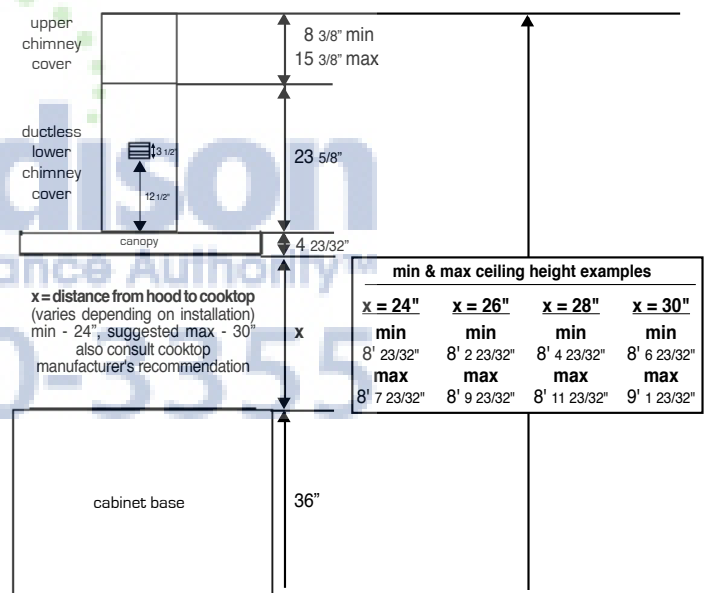 upper
chimney
cover
8 3/8" min
15 3/8" max
ductless
lower
chimney
cover
3 1/2"
12 1/2"
23 5/8"
canopy
4 23/32"
x = distance from hood to cooktop
(varies depending on installation)
min - 24", suggested max - 30"
also consult cooktop
manufacturer's recommendation
x
min & max ceiling height examples
x = 24" x = 26" x = 28" x = 30"
min min min min
8' 23/32" 8' 2 23/32" 8' 4 23/32" 8' 6 23/32"
max max max max
8' 7 23/32" 8' 9 23/32" 8' 11 23/32" 9' 1 23/32"
cabinet base
36"
dison
ance Authority™
0-3355